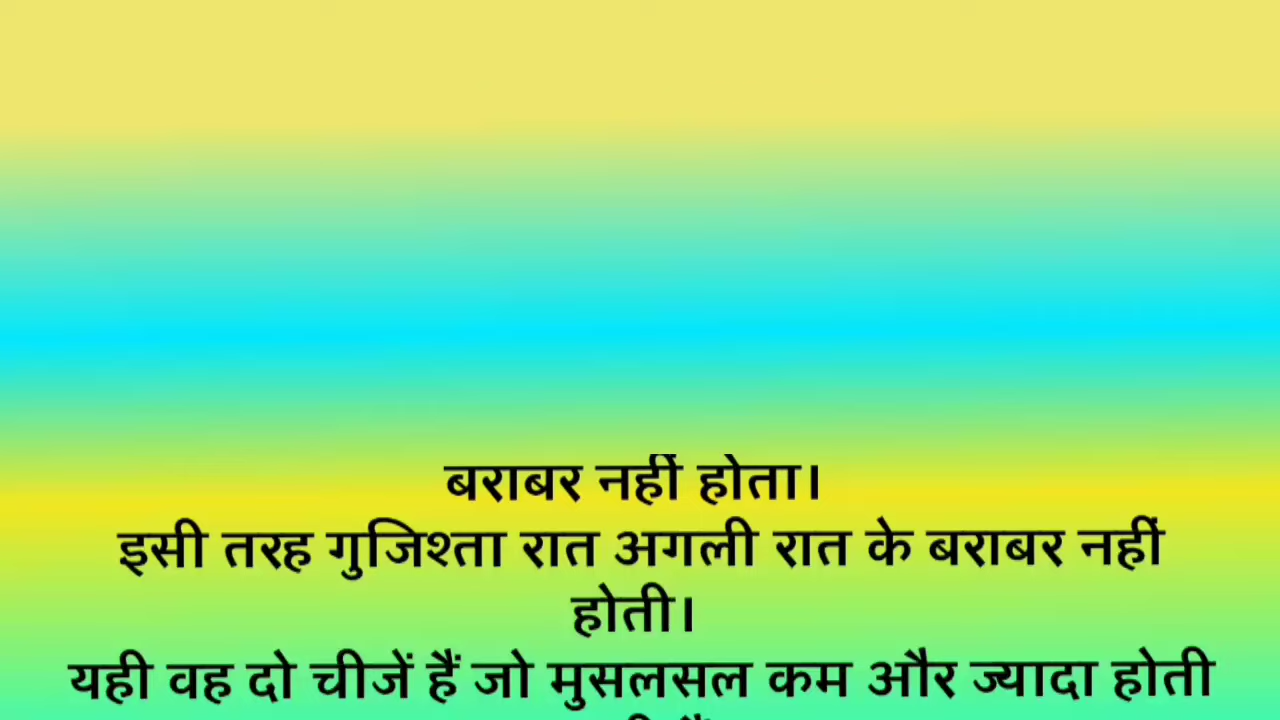 बराबर नहीं होता।
इसी तरह गुजिश्ता रात अगली रात के बराबर नहीं
होती।
यही वह दो चीजें हैं जो मुसलसल कम और ज्यादा होती